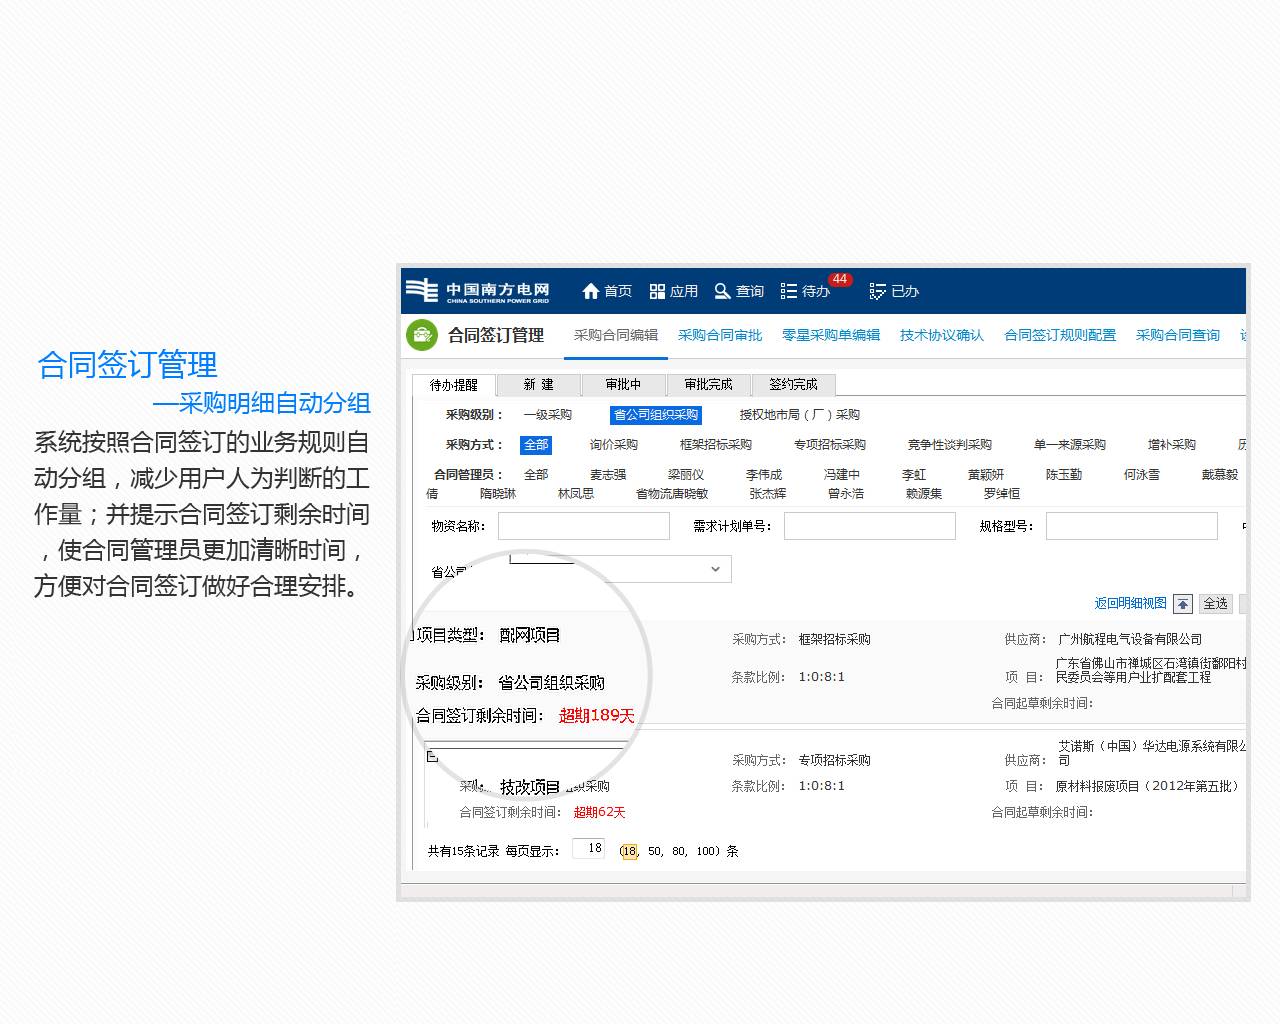 合同签订管理
—采购明细自动分组
系统按照合同签订的业务规则自
动分组，减少用户人为判断的工
作量；并提示合同签订剩余时间
，使合同管理员更加清晰时间，
方便对合同签订做好合理安排。
中国南方电网 首页 应用 查询 待办 44 已办
CHINA SOUTHERN POWER GRID
合同签订管理 采购合同编辑 采购合同审批 零星采购单编辑 技术协议确认 合同签订规则配置 采购合同查询
待办提醒 新 建 审批中 审批完成 签约完成
采购级别： 一级采购 省公司组织采购 授权地市局（厂）采购
采购方式： 全部 询价采购 框架招标采购 专项招标采购 竞争性谈判采购 单一来源采购 增补采购 历
合同管理员： 全部 麦志强 梁丽仪 李伟成 冯建中 李虹 黄颖妍 陈玉勤 何泳雪 戴慕毅
倩 隋晓琳 林凤思 省物流唐晓敏 张杰辉 曾永浩 赖源集 罗绰恒
物资名称： 需求计划单号： 规格型号：
省公司
返回明细视图 全选
项目类型： 配网项目 采购方式： 框架招标采购 供应商： 广州航程电气设备有限公司
采购级别： 省公司组织采购 条款比例： 1:0:8:1 项 目： 广东省佛山市禅城区石湾镇街鄱阳村
民委员会等用户业扩配套工程
合同签订剩余时间： 超期189天 合同起草剩余时间：
采购方式： 专项招标采购 供应商： 艾诺斯（中国）华达电源系统有限公
司
采购 技改项目 组织采购 条款比例： 1:0:8:1 项 目： 原材料报废项目（2012年第五批）
合同签订剩余时间： 超期62天 合同起草剩余时间：
共有15条记录 每页显示： 18 （18, 50, 80, 100）条